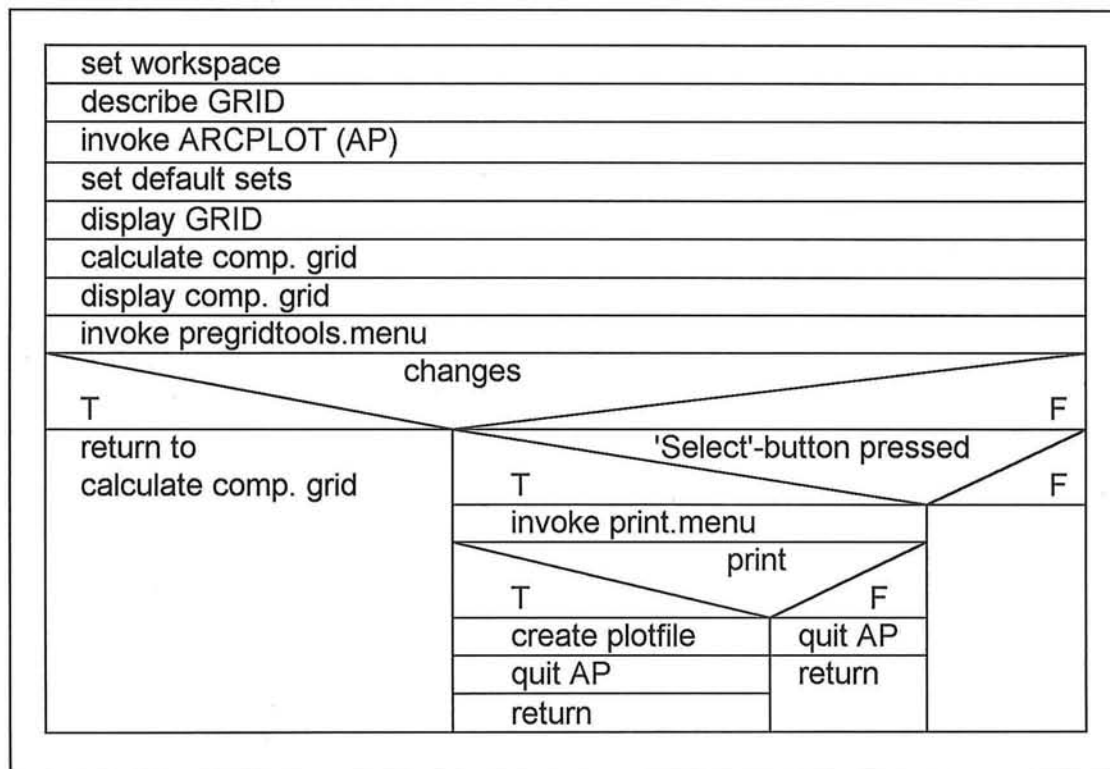 set workspace
describe GRID
invoke ARCPLOT (AP)
set default sets
display GRID
calculate comp. grid
display comp. grid
invoke pregridtools.menu
changes
T
F
return to
calculate comp. grid
'Select'-button pressed
T
F
invoke print.menu
print
T
F
create plotfile
quit AP
return
quit AP
return